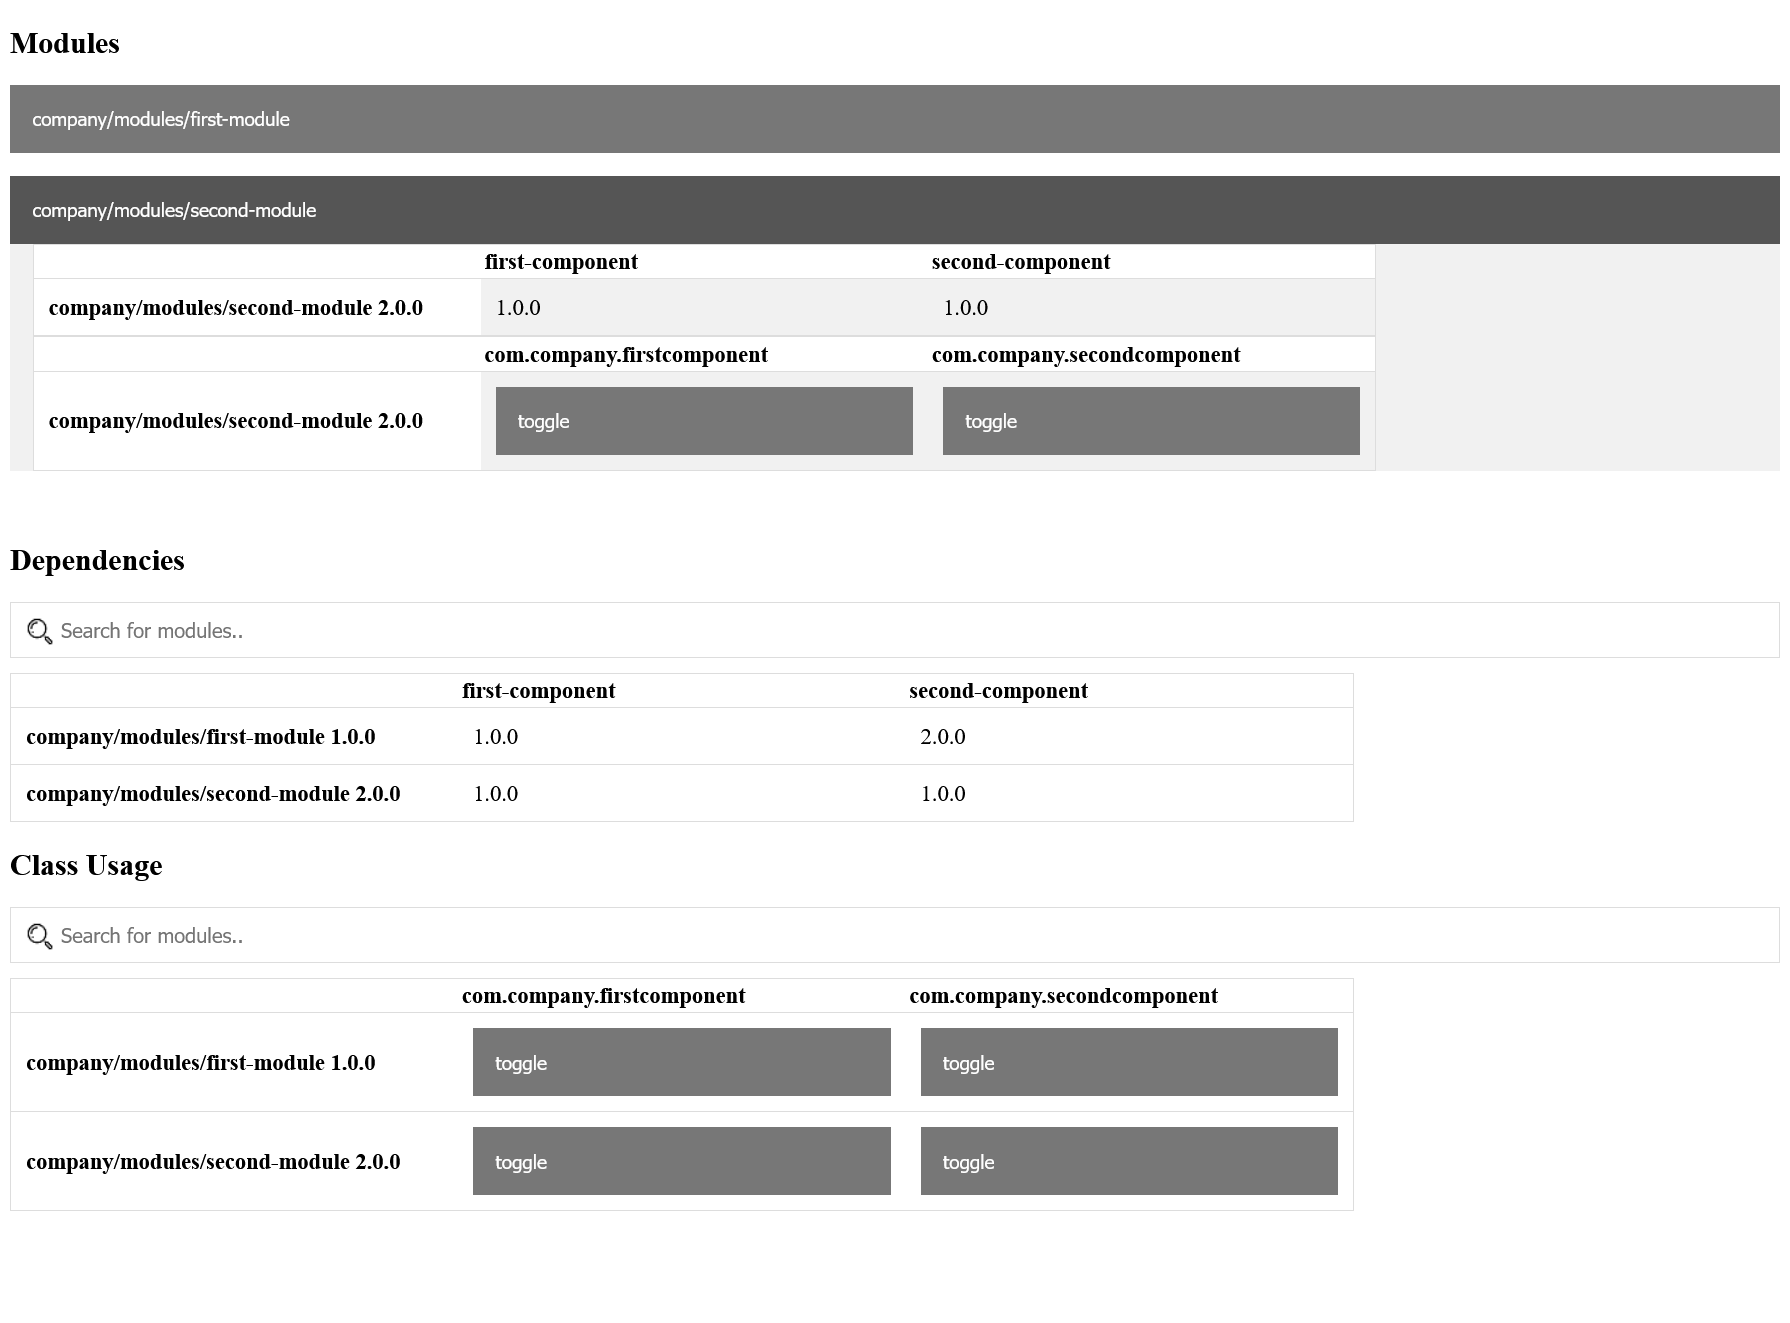 Modules
company/modules/first-module
company/modules/second-module
first-component second-component
company/modules/second-module 2.0.0 1.0.0 1.0.0
com.company.firstcomponent com.company.secondcomponent
company/modules/second-module 2.0.0 toggle toggle
Dependencies
Search for modules..
first-component second-component
company/modules/first-module 1.0.0 1.0.0 2.0.0
company/modules/second-module 2.0.0 1.0.0 1.0.0
Class Usage
Search for modules..
com.company.firstcomponent com.company.secondcomponent
company/modules/first-module 1.0.0 toggle toggle
company/modules/second-module 2.0.0 toggle toggle